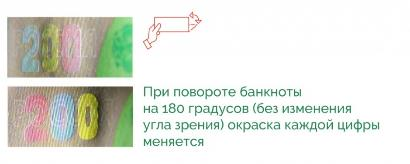 2000
2000
При повороте банкноты
на 180 градусов (без изменения
угла зрения) окраска каждой цифры
меняется